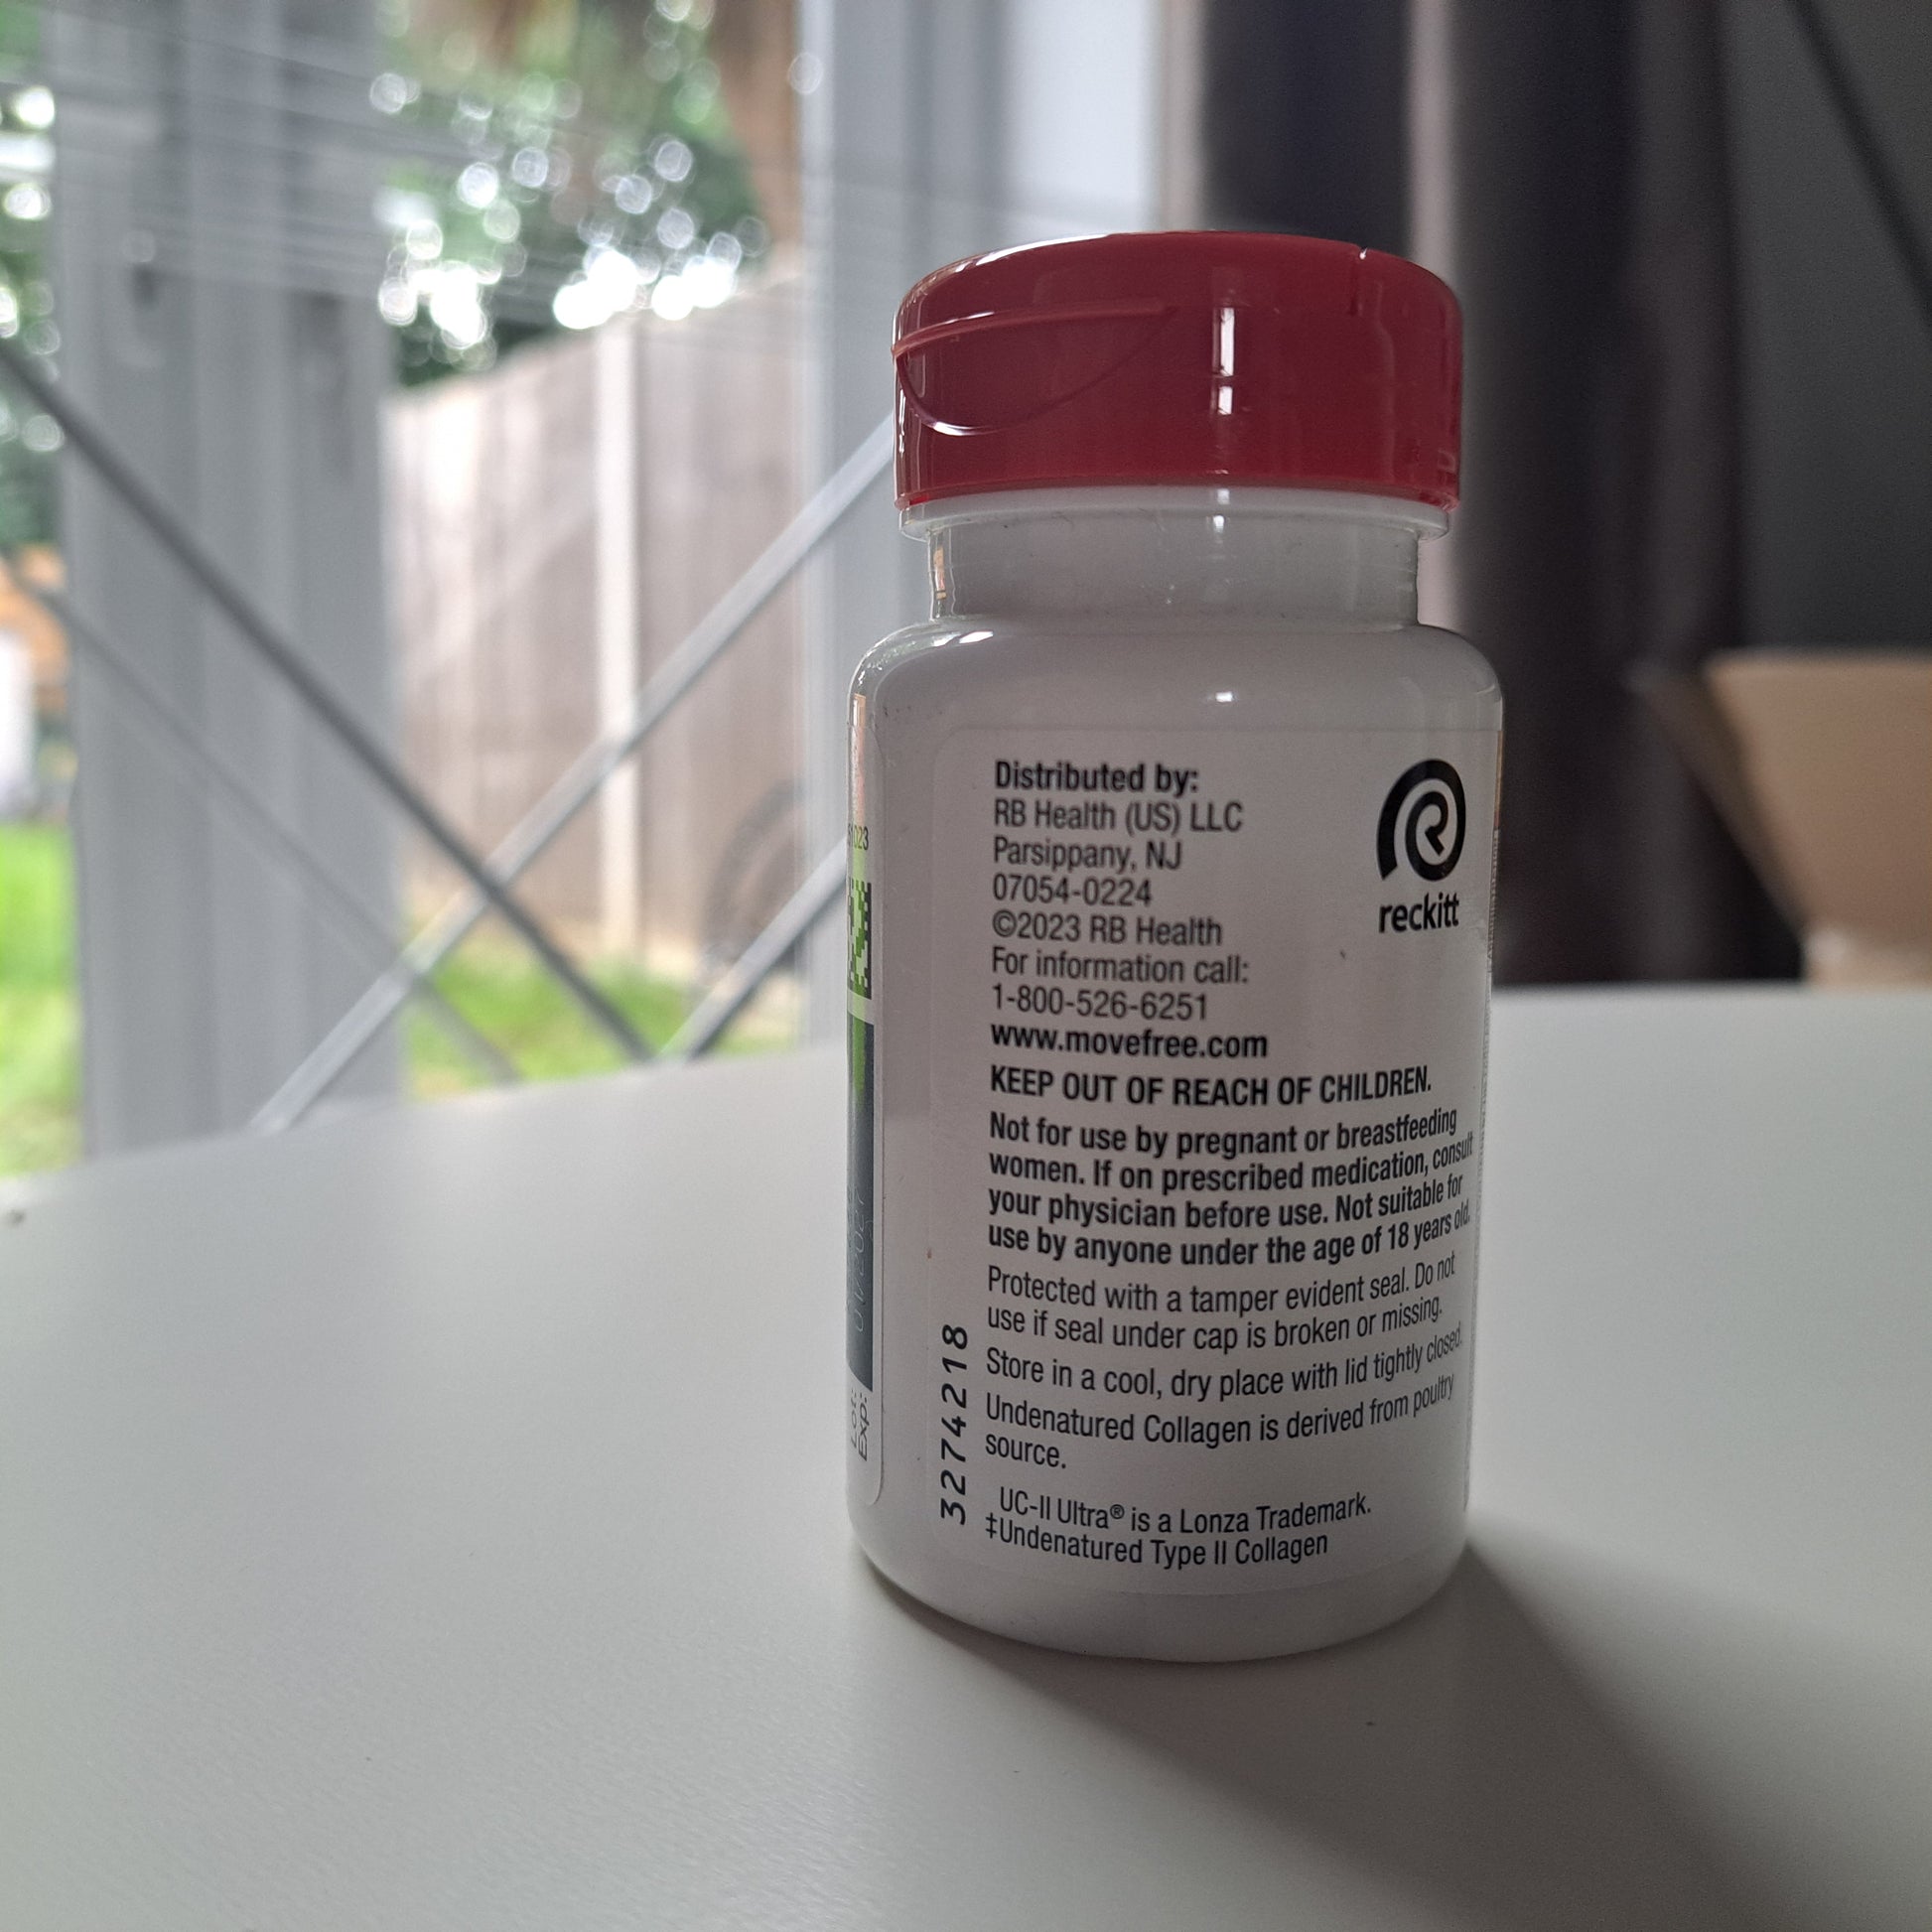 Distributed by:
RB Health (US) LLC
Parsippany, NJ
07054-0224
©2023 RB Health
For information call:
1-800-526-6251
www.movefree.com
reckitt
KEEP OUT OF REACH OF CHILDREN.
Not for use by pregnant or breastfeeding
women. If on prescribed medication, consult
your physician before use. Not suitable for
use by anyone under the age of 18 years old.
Protected with a tamper evident seal. Do not
use if seal under cap is broken or missing.
Store in a cool, dry place with lid tightly closed.
Undenatured Collagen is derived from poultry
source.
UC-II Ultra® is a Lonza Trademark.
‡Undenatured Type II Collagen
3274218
Lot:
Exp: